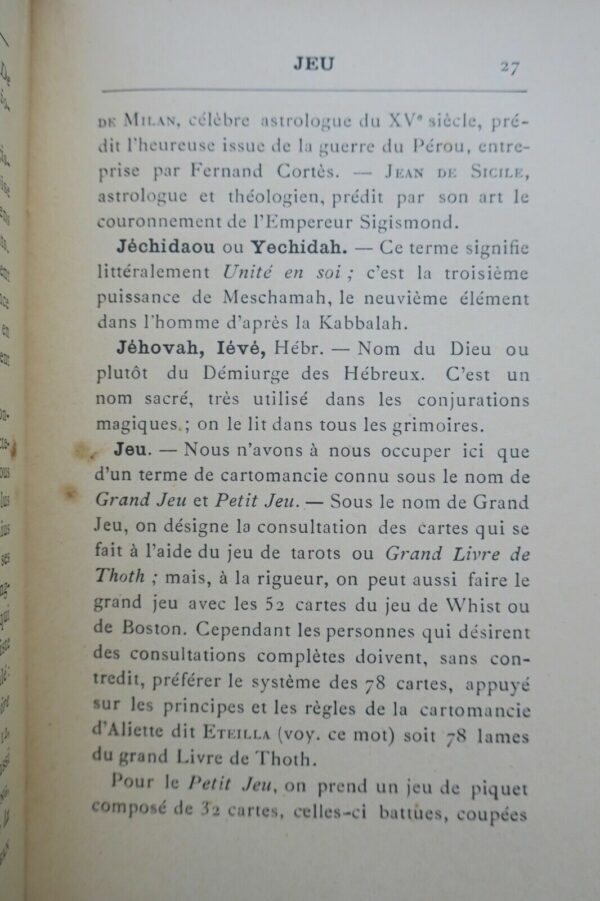 JEU 27
DE MILAN, célèbre astrologue du XVe siècle, pré-
dit l'heureuse issue de la guerre du Pérou, entre-
prise par Fernand Cortès. — JEAN DE SICILE,
astrologue et théologien, prédit par son art le
couronnement de l'Empereur Sigismond.
Jéchidaou ou Yechidah. — Ce terme signifie
littéralement Unité en soi ; c'est la troisième
puissance de Meschamah, le neuvième élément
dans l'homme d'après la Kabbalah.
Jéhovah, Iévé, Hébr. — Nom du Dieu ou
plutôt du Démiurge des Hébreux. C'est un
nom sacré, très utilisé dans les conjurations
magiques ; on le lit dans tous les grimoires.
Jeu. — Nous n'avons à nous occuper ici que
d'un terme de cartomancie connu sous le nom de
Grand Jeu et Petit Jeu. — Sous le nom de Grand
Jeu, on désigne la consultation des cartes qui se
fait à l'aide du jeu de tarots ou Grand Livre de
Thoth ; mais, à la rigueur, on peut aussi faire le
grand jeu avec les 52 cartes du jeu de Whist ou
de Boston. Cependant les personnes qui désirent
des consultations complètes doivent, sans con-
tredit, préférer le système des 78 cartes, appuyé
sur les principes et les règles de la cartomancie
d'Aliette dit ETEILLA (voy. ce mot) soit 78 lames
du grand Livre de Thoth.
Pour le Petit Jeu, on prend un jeu de piquet
composé de 32 cartes, celles-ci battues, coupées